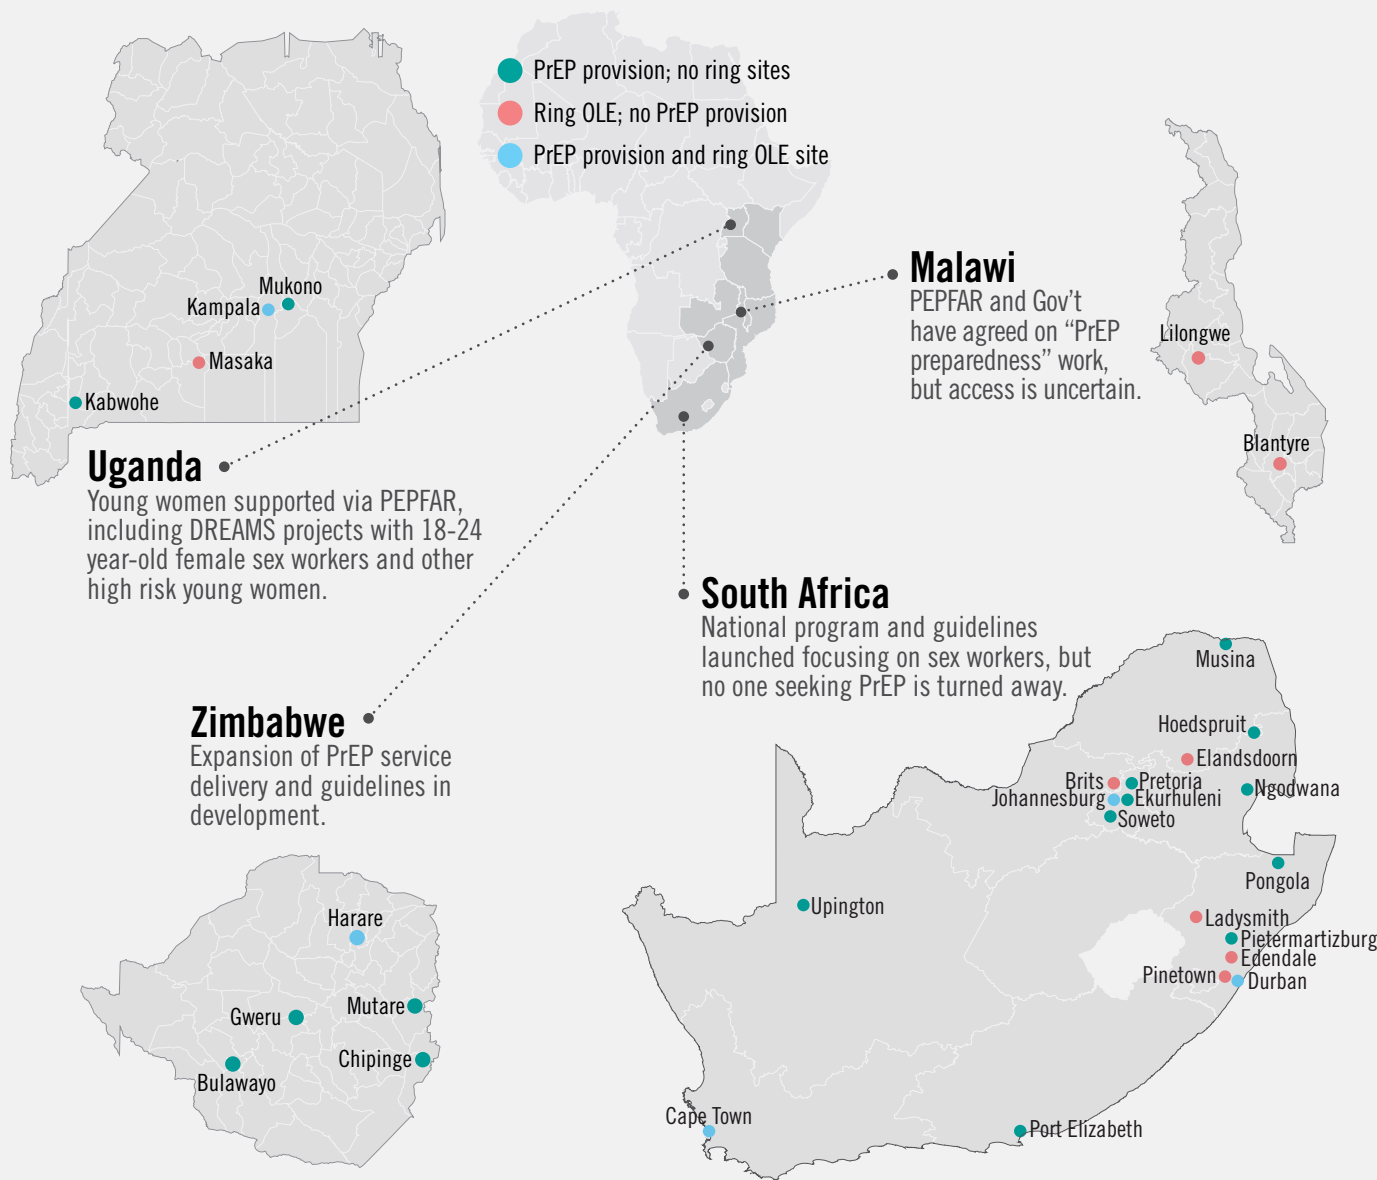 PrEP provision; no ring sites
Ring OLE; no PrEP provision
PrEP provision and ring OLE site
Mukono
Kampala
Masaka
Kabwohe
Uganda
Young women supported via PEPFAR,
including DREAMS projects with 18-24
year-old female sex workers and other
high risk young women.
Malawi
PEPFAR and Gov't
have agreed on “PrEP
preparedness” work,
but access is uncertain.
Lilongwe
Blantyre
South Africa
National program and guidelines
launched focusing on sex workers, but
no one seeking PrEP is turned away.
Musina
Hoedspruit
Elandsdoorn
Brits
Pretoria
Ngodwana
Johannesburg
Ekurhuleni
Soweto
Pongola
Upington
Ladysmith
Pietermartizburg
Edendale
Pinetown
Durban
Cape Town
Port Elizabeth
Zimbabwe
Expansion of PrEP service
delivery and guidelines in
development.
Harare
Mutare
Gweru
Chipinge
Bulawayo